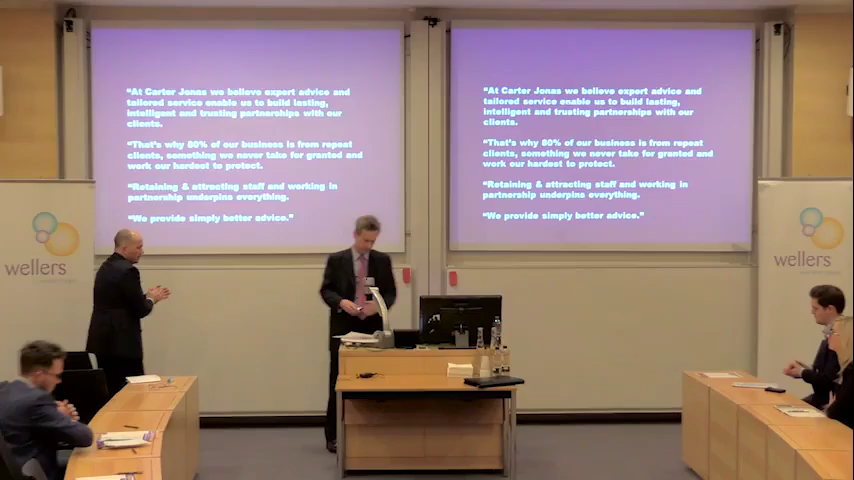 “At Carter Jonas we believe expert advice and
tailored service enable us to build lasting,
intelligent and trusting partnerships with our
clients.
“That’s why 80% of our business is from repeat
clients, something we never take for granted and
work our hardest to protect.
“Retaining & attracting staff and working in
partnership underpins everything.
“We provide simply better advice.”
“At Carter Jonas we believe expert advice and
tailored service enable us to build lasting,
intelligent and trusting partnerships with our
clients.
“That’s why 80% of our business is from repeat
clients, something we never take for granted and
work our hardest to protect.
“Retaining & attracting staff and working in
partnership underpins everything.
“We provide simply better advice.”
wellers
wellers